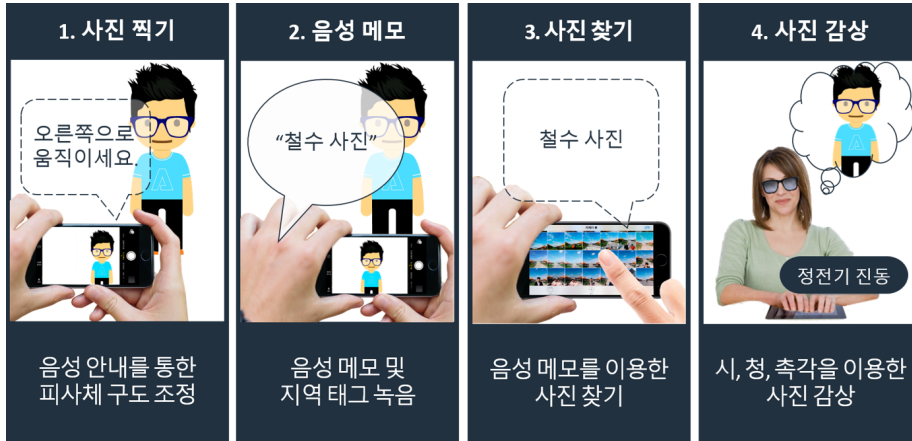 1. 사진 찍기
오른쪽으로
움직이세요.
음성 안내를 통한
피사체 구도 조정
2. 음성 메모
“철수 사진”
음성 메모 및
지역 태그 녹음
3. 사진 찾기
철수 사진
음성 메모를 이용한
사진 찾기
4. 사진 감상
정전기 진동
시, 청, 촉각을 이용한
사진 감상